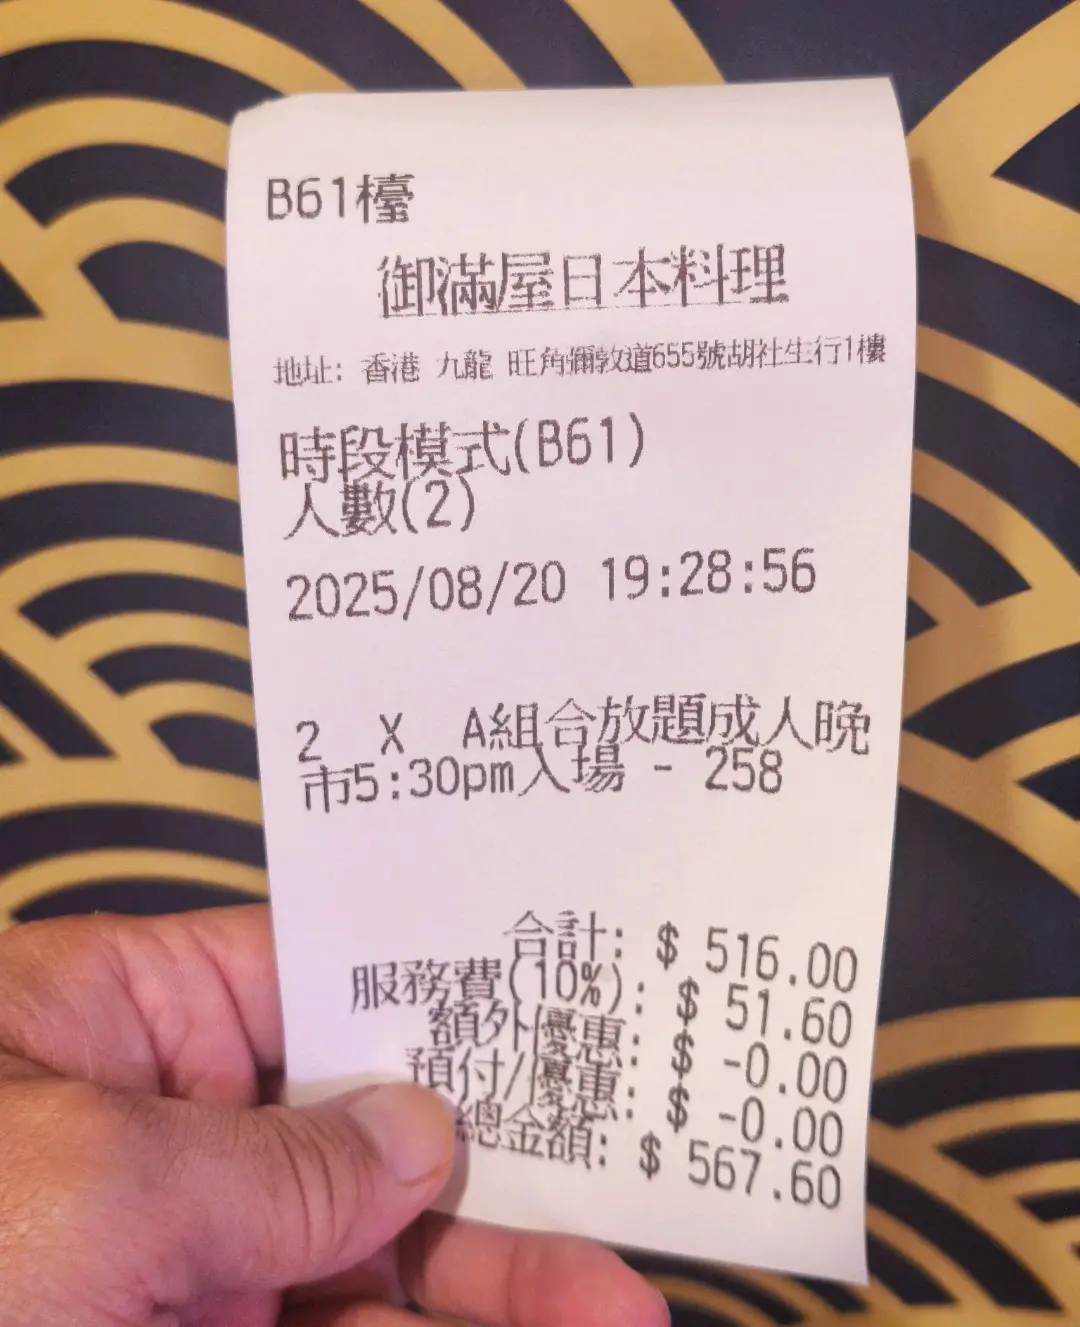 B61檯
御滿屋日本料理
地址: 香港 九龍 旺角彌敦道655號胡社生行1樓
時段模式(B61)
人數(2)
2025/08/20 19:28:56
2 X A組合放題成人晚
市5:30pm入場 - 258
合計: $ 516.00
服務費(10%): $ 51.60
額外優惠: $ -0.00
預付/優惠: $ -0.00
總金額: $ 567.60